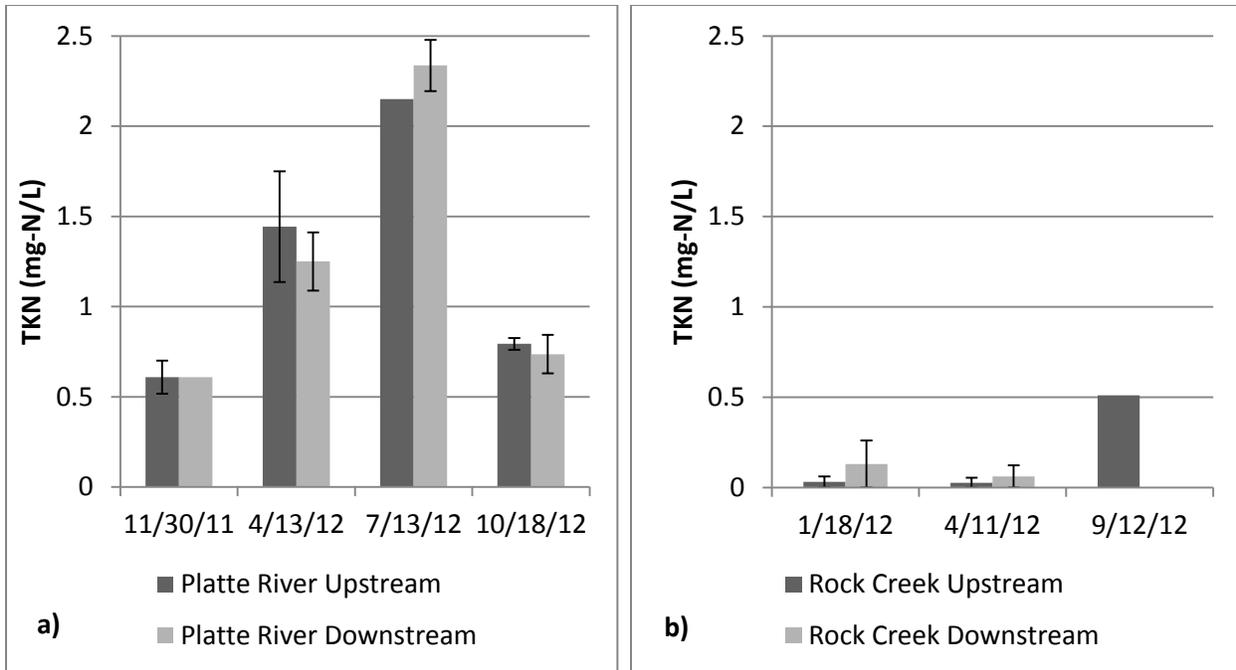 2.5
2
1.5
1
0.5
0
TKN (mg-N/L)
11/30/11 4/13/12 7/13/12 10/18/12
Platte River Upstream
Platte River Downstream
a)
2.5
2
1.5
1
0.5
0
TKN (mg-N/L)
1/18/12 4/11/12 9/12/12
Rock Creek Upstream
Rock Creek Downstream
b)